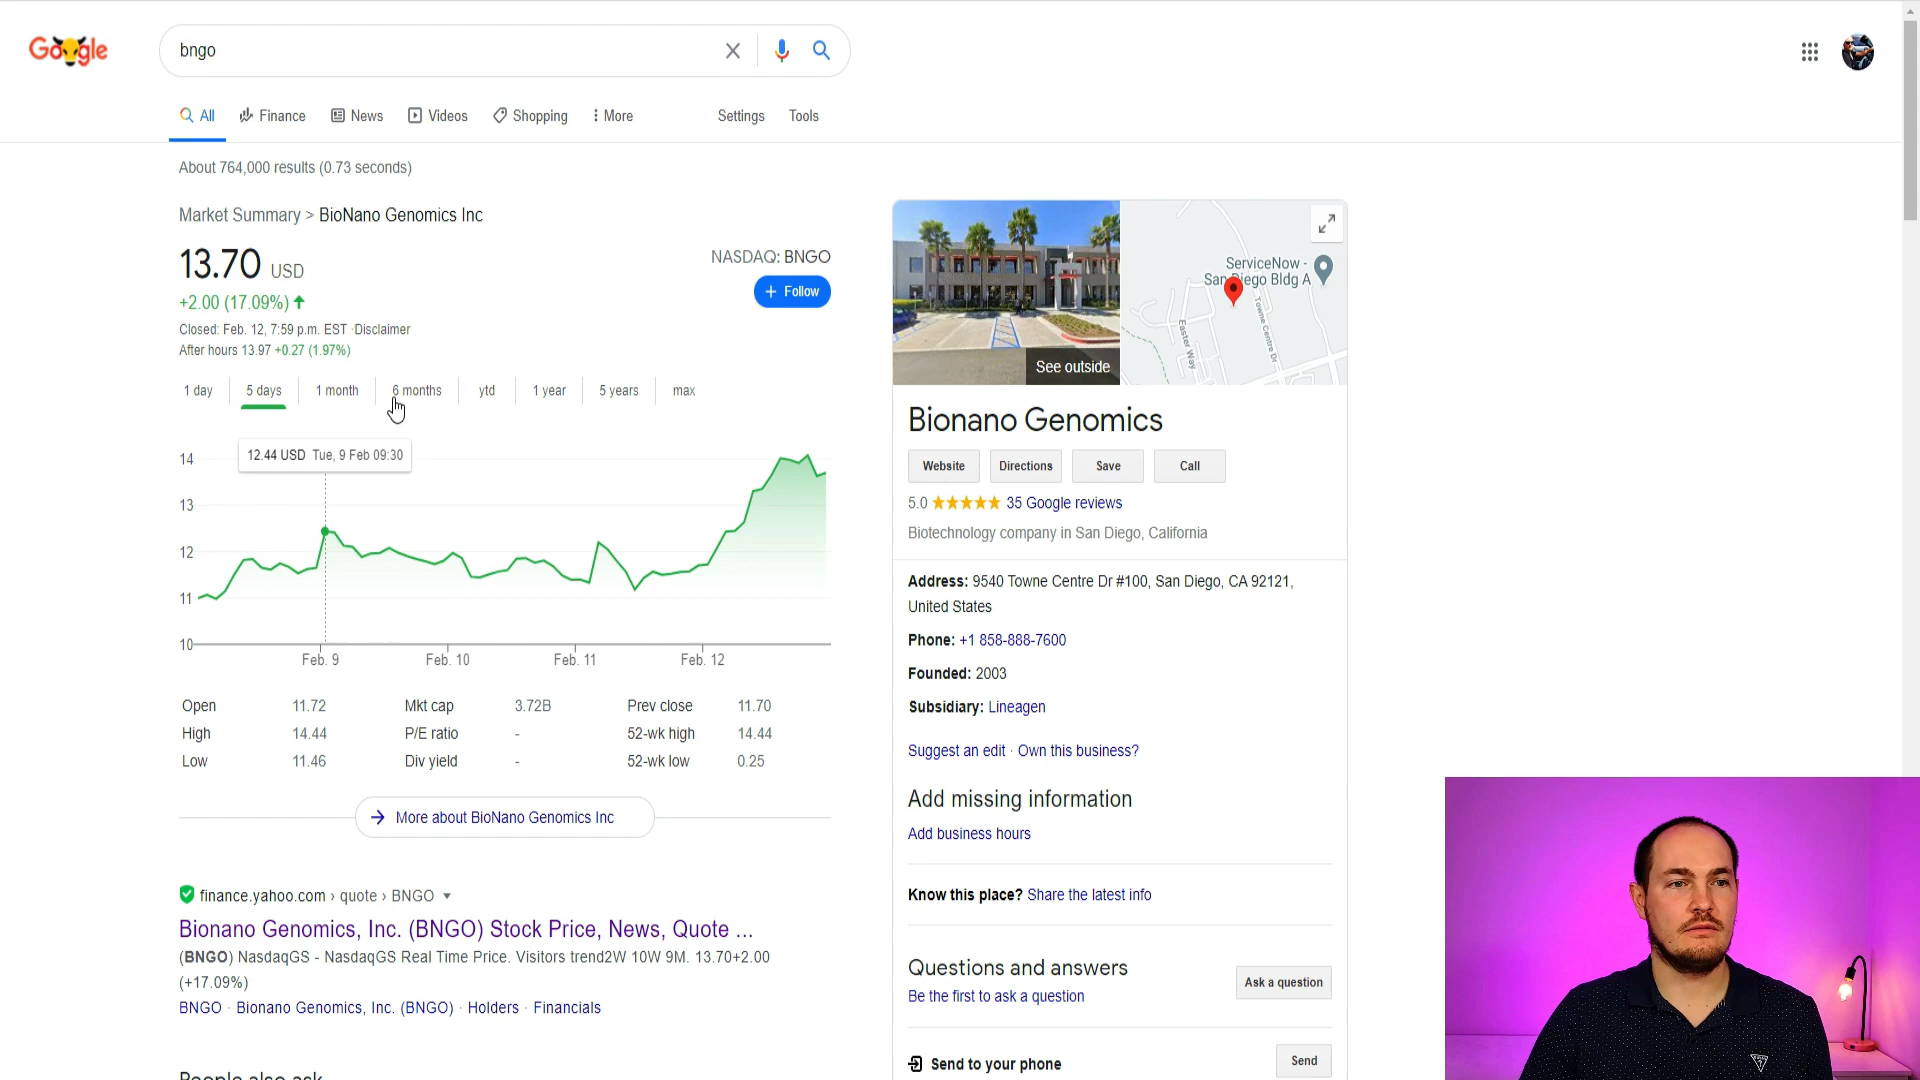 Google
bngo
All
Finance
News
Videos
Shopping
More
Settings
Tools
About 764,000 results (0.73 seconds)
Market Summary > BioNano Genomics Inc
13.70 USD
NASDAQ: BNGO
+2.00 (17.09%)
+ Follow
Closed: Feb. 12, 7:59 p.m. EST · Disclaimer
After hours 13.97 +0.27 (1.97%)
1 day
5 days
1 month
6 months
ytd
1 year
5 years
max
12.44 USD Tue, 9 Feb 09:30
14
13
12
11
10
Feb. 9
Feb. 10
Feb. 11
Feb. 12
Open 11.72 Mkt cap 3.72B Prev close 11.70
High 14.44 P/E ratio - 52-wk high 14.44
Low 11.46 Div yield - 52-wk low 0.25
More about BioNano Genomics Inc
finance.yahoo.com › quote › BNGO
Bionano Genomics, Inc. (BNGO) Stock Price, News, Quote ...
(BNGO) NasdaqGS - NasdaqGS Real Time Price. Visitors trend2W 10W 9M. 13.70+2.00
(+17.09%)
BNGO · Bionano Genomics, Inc. (BNGO) · Holders · Financials
People also ask
ServiceNow -
San Diego Bldg A
Easter Way
Towne Centre Dr
See outside
Bionano Genomics
Website
Directions
Save
Call
5.0 35 Google reviews
Biotechnology company in San Diego, California
Address: 9540 Towne Centre Dr #100, San Diego, CA 92121,
United States
Phone: +1 858-888-7600
Founded: 2003
Subsidiary: Lineagen
Suggest an edit · Own this business?
Add missing information
Add business hours
Know this place? Share the latest info
Questions and answers
Be the first to ask a question
Ask a question
Send to your phone
Send